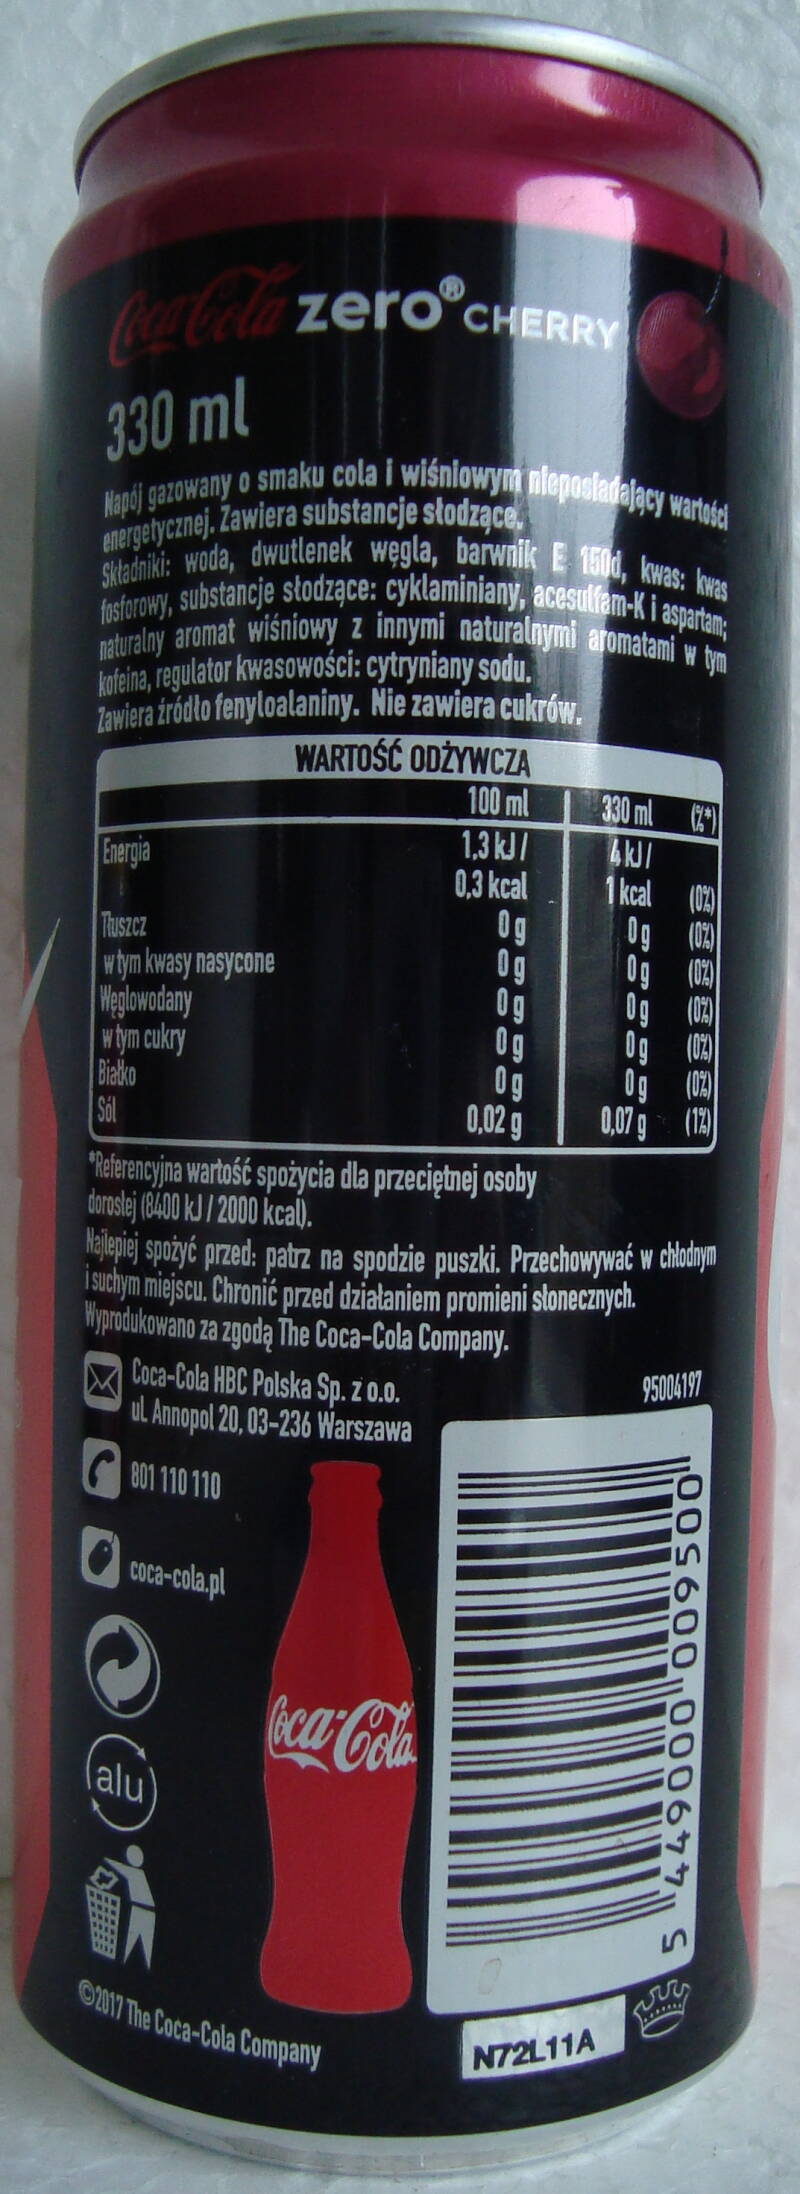 Coca-Cola zero® CHERRY
330 ml
Napój gazowany o smaku cola i wiśniowym nieposiadający wartości
energetycznej. Zawiera substancje słodzące.
Składniki: woda, dwutlenek węgla, barwnik E 150d, kwas: kwas
fosforowy, substancje słodzące: cyklaminiany, acesulfam-K i aspartam;
naturalny aromat wiśniowy z innymi naturalnymi aromatami w tym
kofeina, regulator kwasowości: cytryniany sodu.
Zawiera źródło fenyloalaniny. Nie zawiera cukrów.
WARTOŚĆ ODŻYWCZA
100 ml 330 ml (%*)
Energia 1,3 kJ / 4 kJ /
0,3 kcal 1 kcal (0%)
Tłuszcz 0 g 0 g (0%)
w tym kwasy nasycone 0 g 0 g (0%)
Węglowodany 0 g 0 g (0%)
w tym cukry 0 g 0 g (0%)
Białko 0 g 0 g (0%)
Sól 0,02 g 0,07 g (1%)
*Referencyjna wartość spożycia dla przeciętnej osoby
dorosłej (8400 kJ / 2000 kcal).
Najlepiej spożyć przed: patrz na spodzie puszki. Przechowywać w chłodnym
i suchym miejscu. Chronić przed działaniem promieni słonecznych.
Wyprodukowano za zgodą The Coca-Cola Company.
Coca-Cola HBC Polska Sp. z o.o.
ul. Annopol 20, 03-236 Warszawa
95004197
801 110 110
coca-cola.pl
alu
Coca-Cola
5 449000 009500
©2017 The Coca-Cola Company
N72L11A